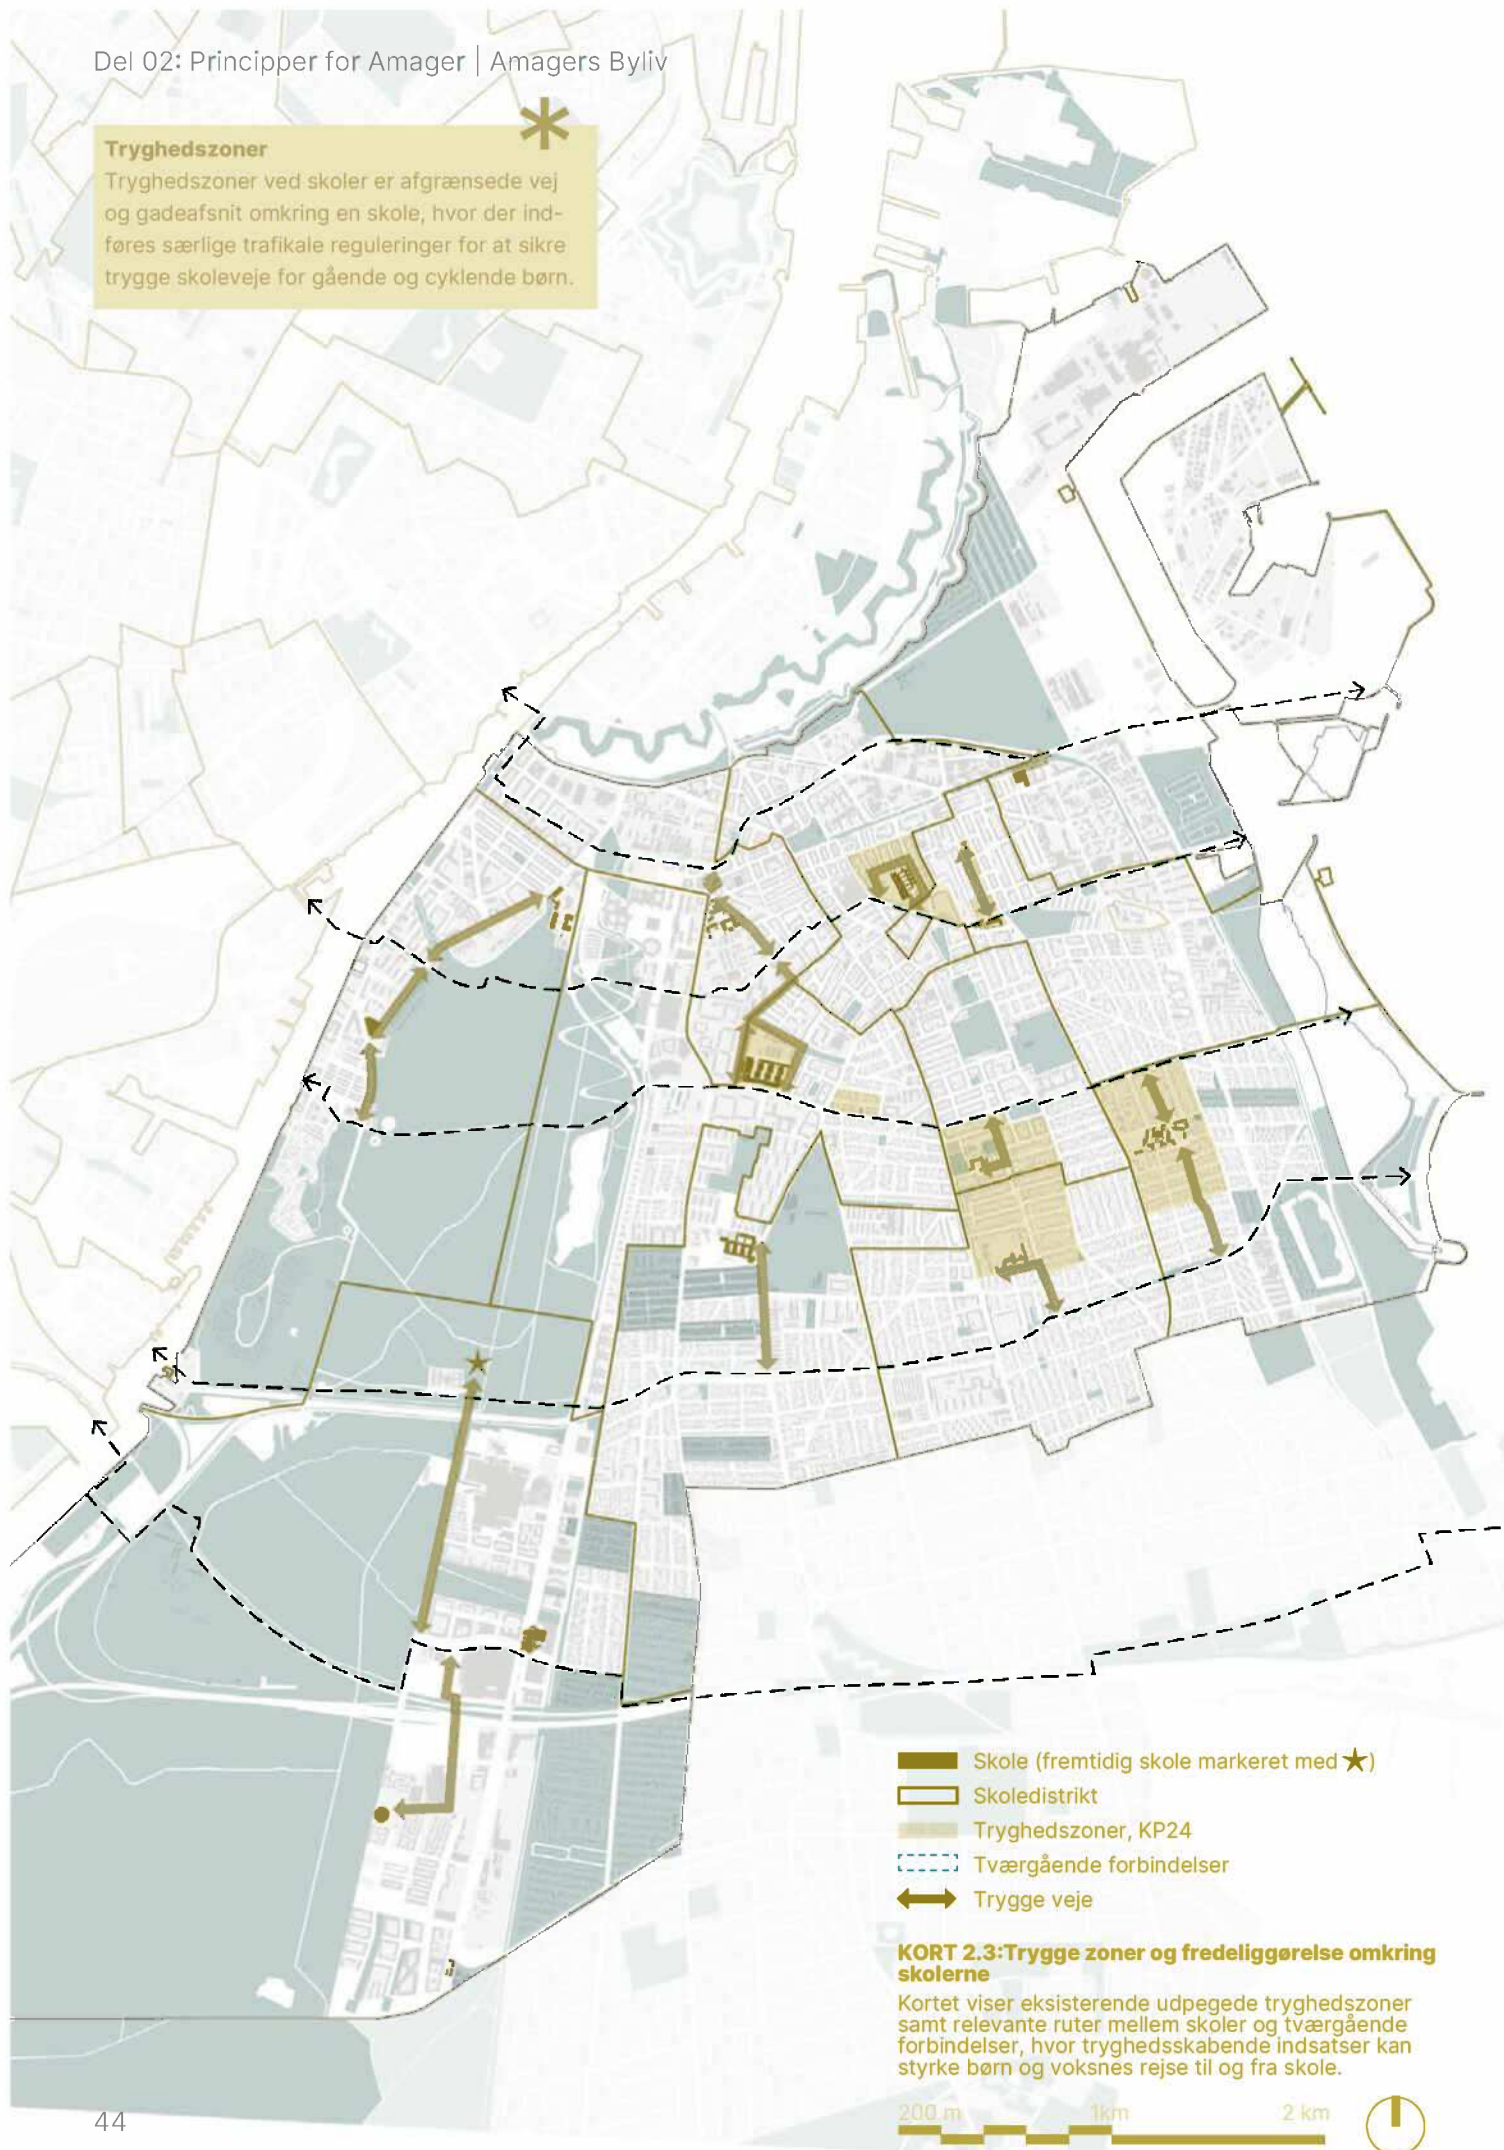 Del 02: Principper for Amager | Amagers Byliv
Tryghedszoner
Tryghedszoner ved skoler er afgrænsede vej
og gadeafsnit omkring en skole, hvor der ind-
føres særlige trafikale reguleringer for at sikre
trygge skoleveje for gående og cyklende børn.
Skole (fremtidig skole markeret med ★)
Skoledistrikt
Tryghedszoner, KP24
Tværgående forbindelser
Trygge veje
KORT 2.3:Trygge zoner og fredeliggørelse omkring
skolerne
Kortet viser eksisterende udpegede tryghedszoner
samt relevante ruter mellem skoler og tværgående
forbindelser, hvor tryghedsskabende indsatser kan
styrke børn og voksnes rejse til og fra skole.
200 m 1km 2 km
44